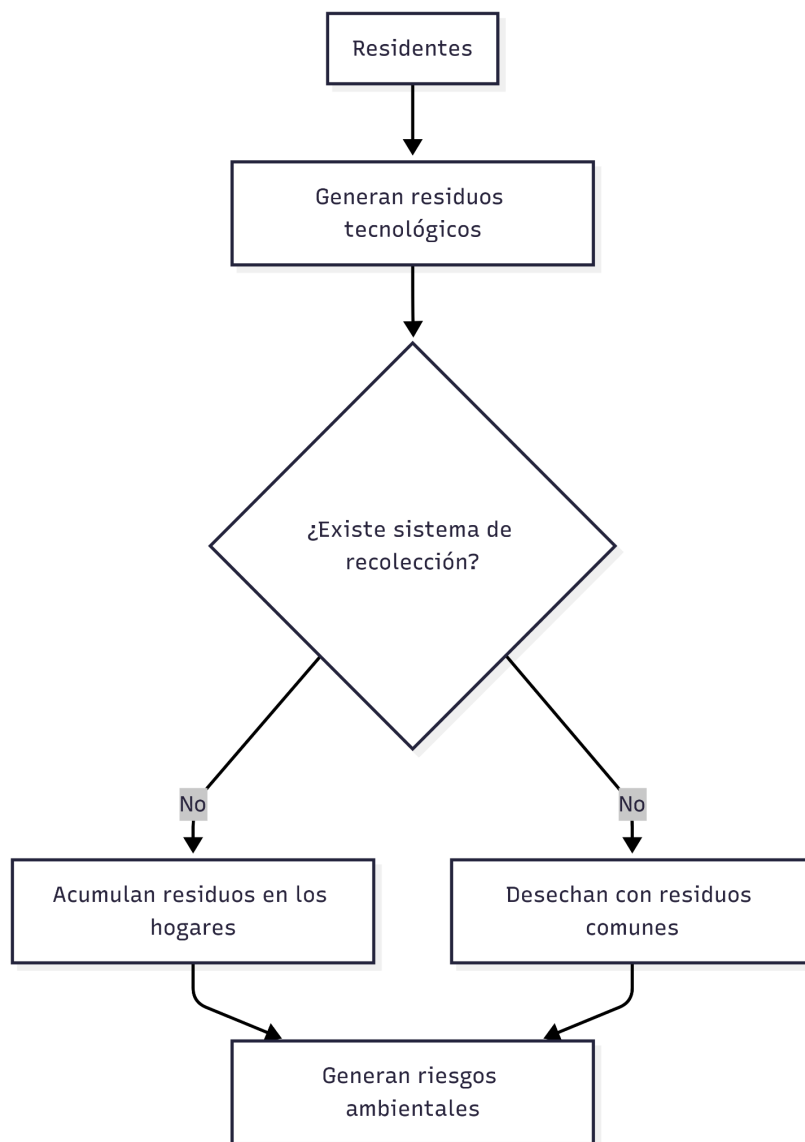 Residentes
Generan residuos
tecnológicos
¿Existe sistema de
recolección?
No
No
Acumulan residuos en los
hogares
Desechan con residuos
comunes
Generan riesgos
ambientales